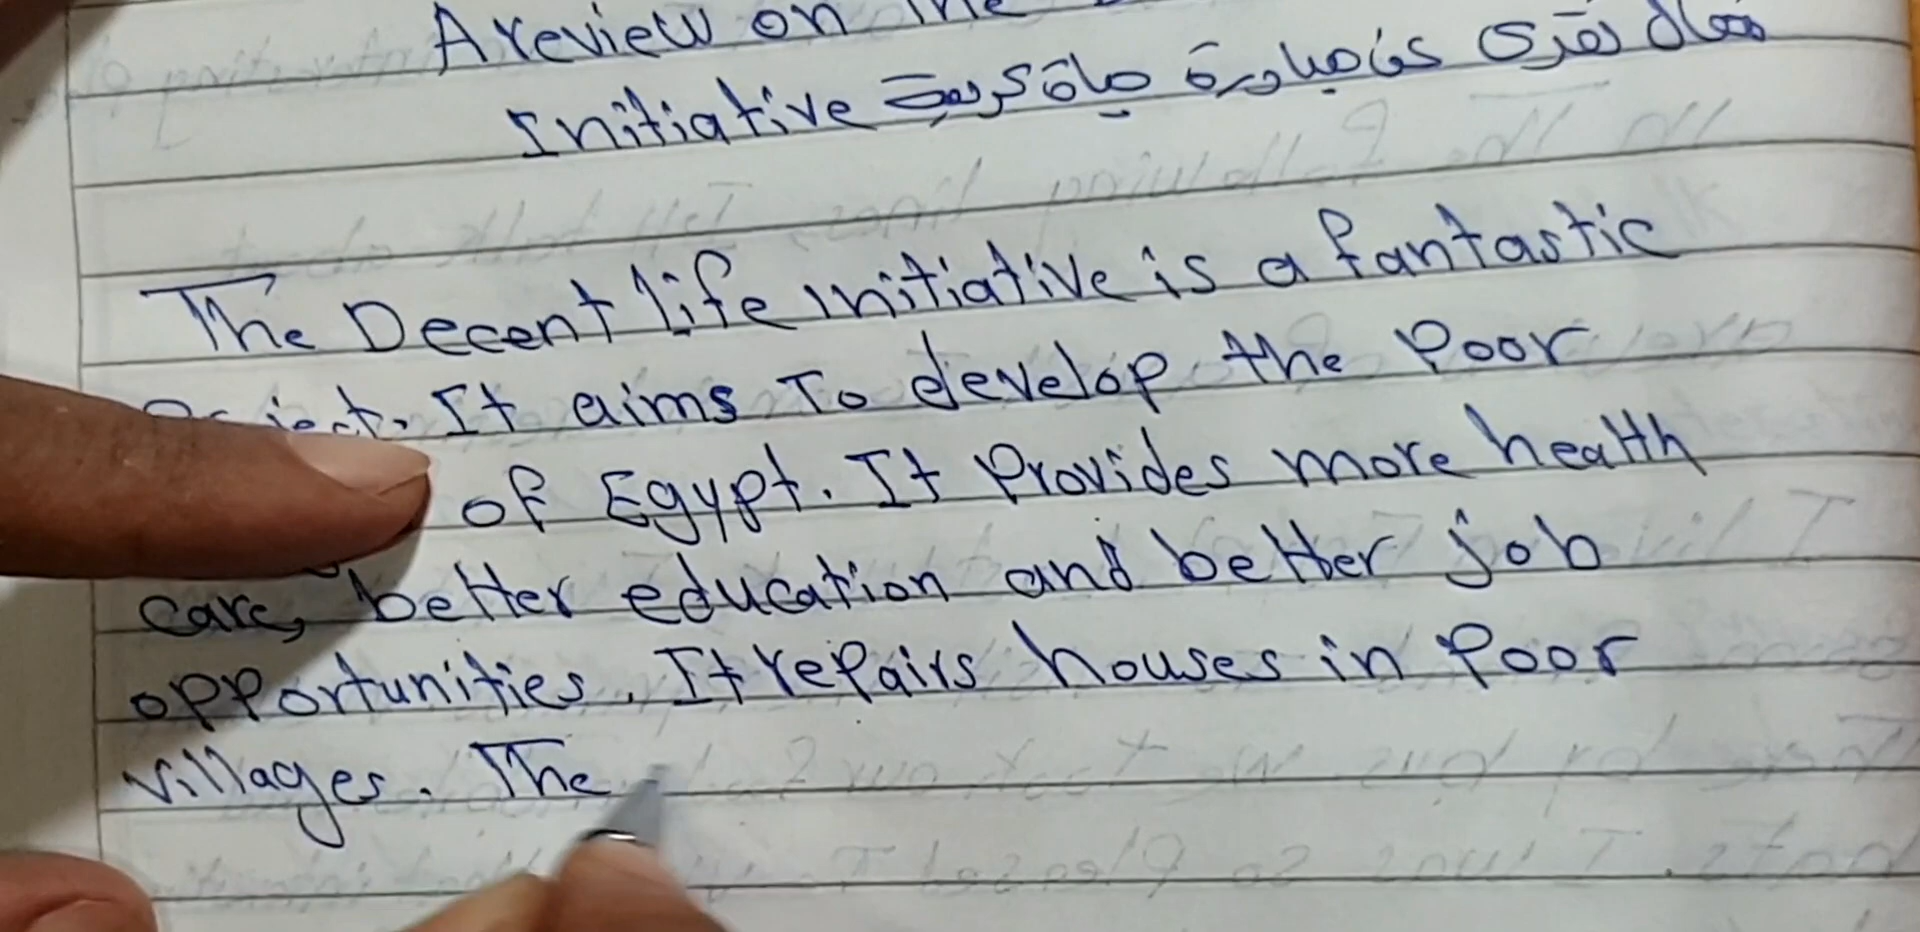 A review on The
Initiative مقال نقدى عن مبادرة حياة كريمة
The Decent life initiative is a fantastic
It aims To develop the Poor
of Egypt. It Provides more health
care, better education and better job
opportunities. It repairs houses in Poor
villages. The